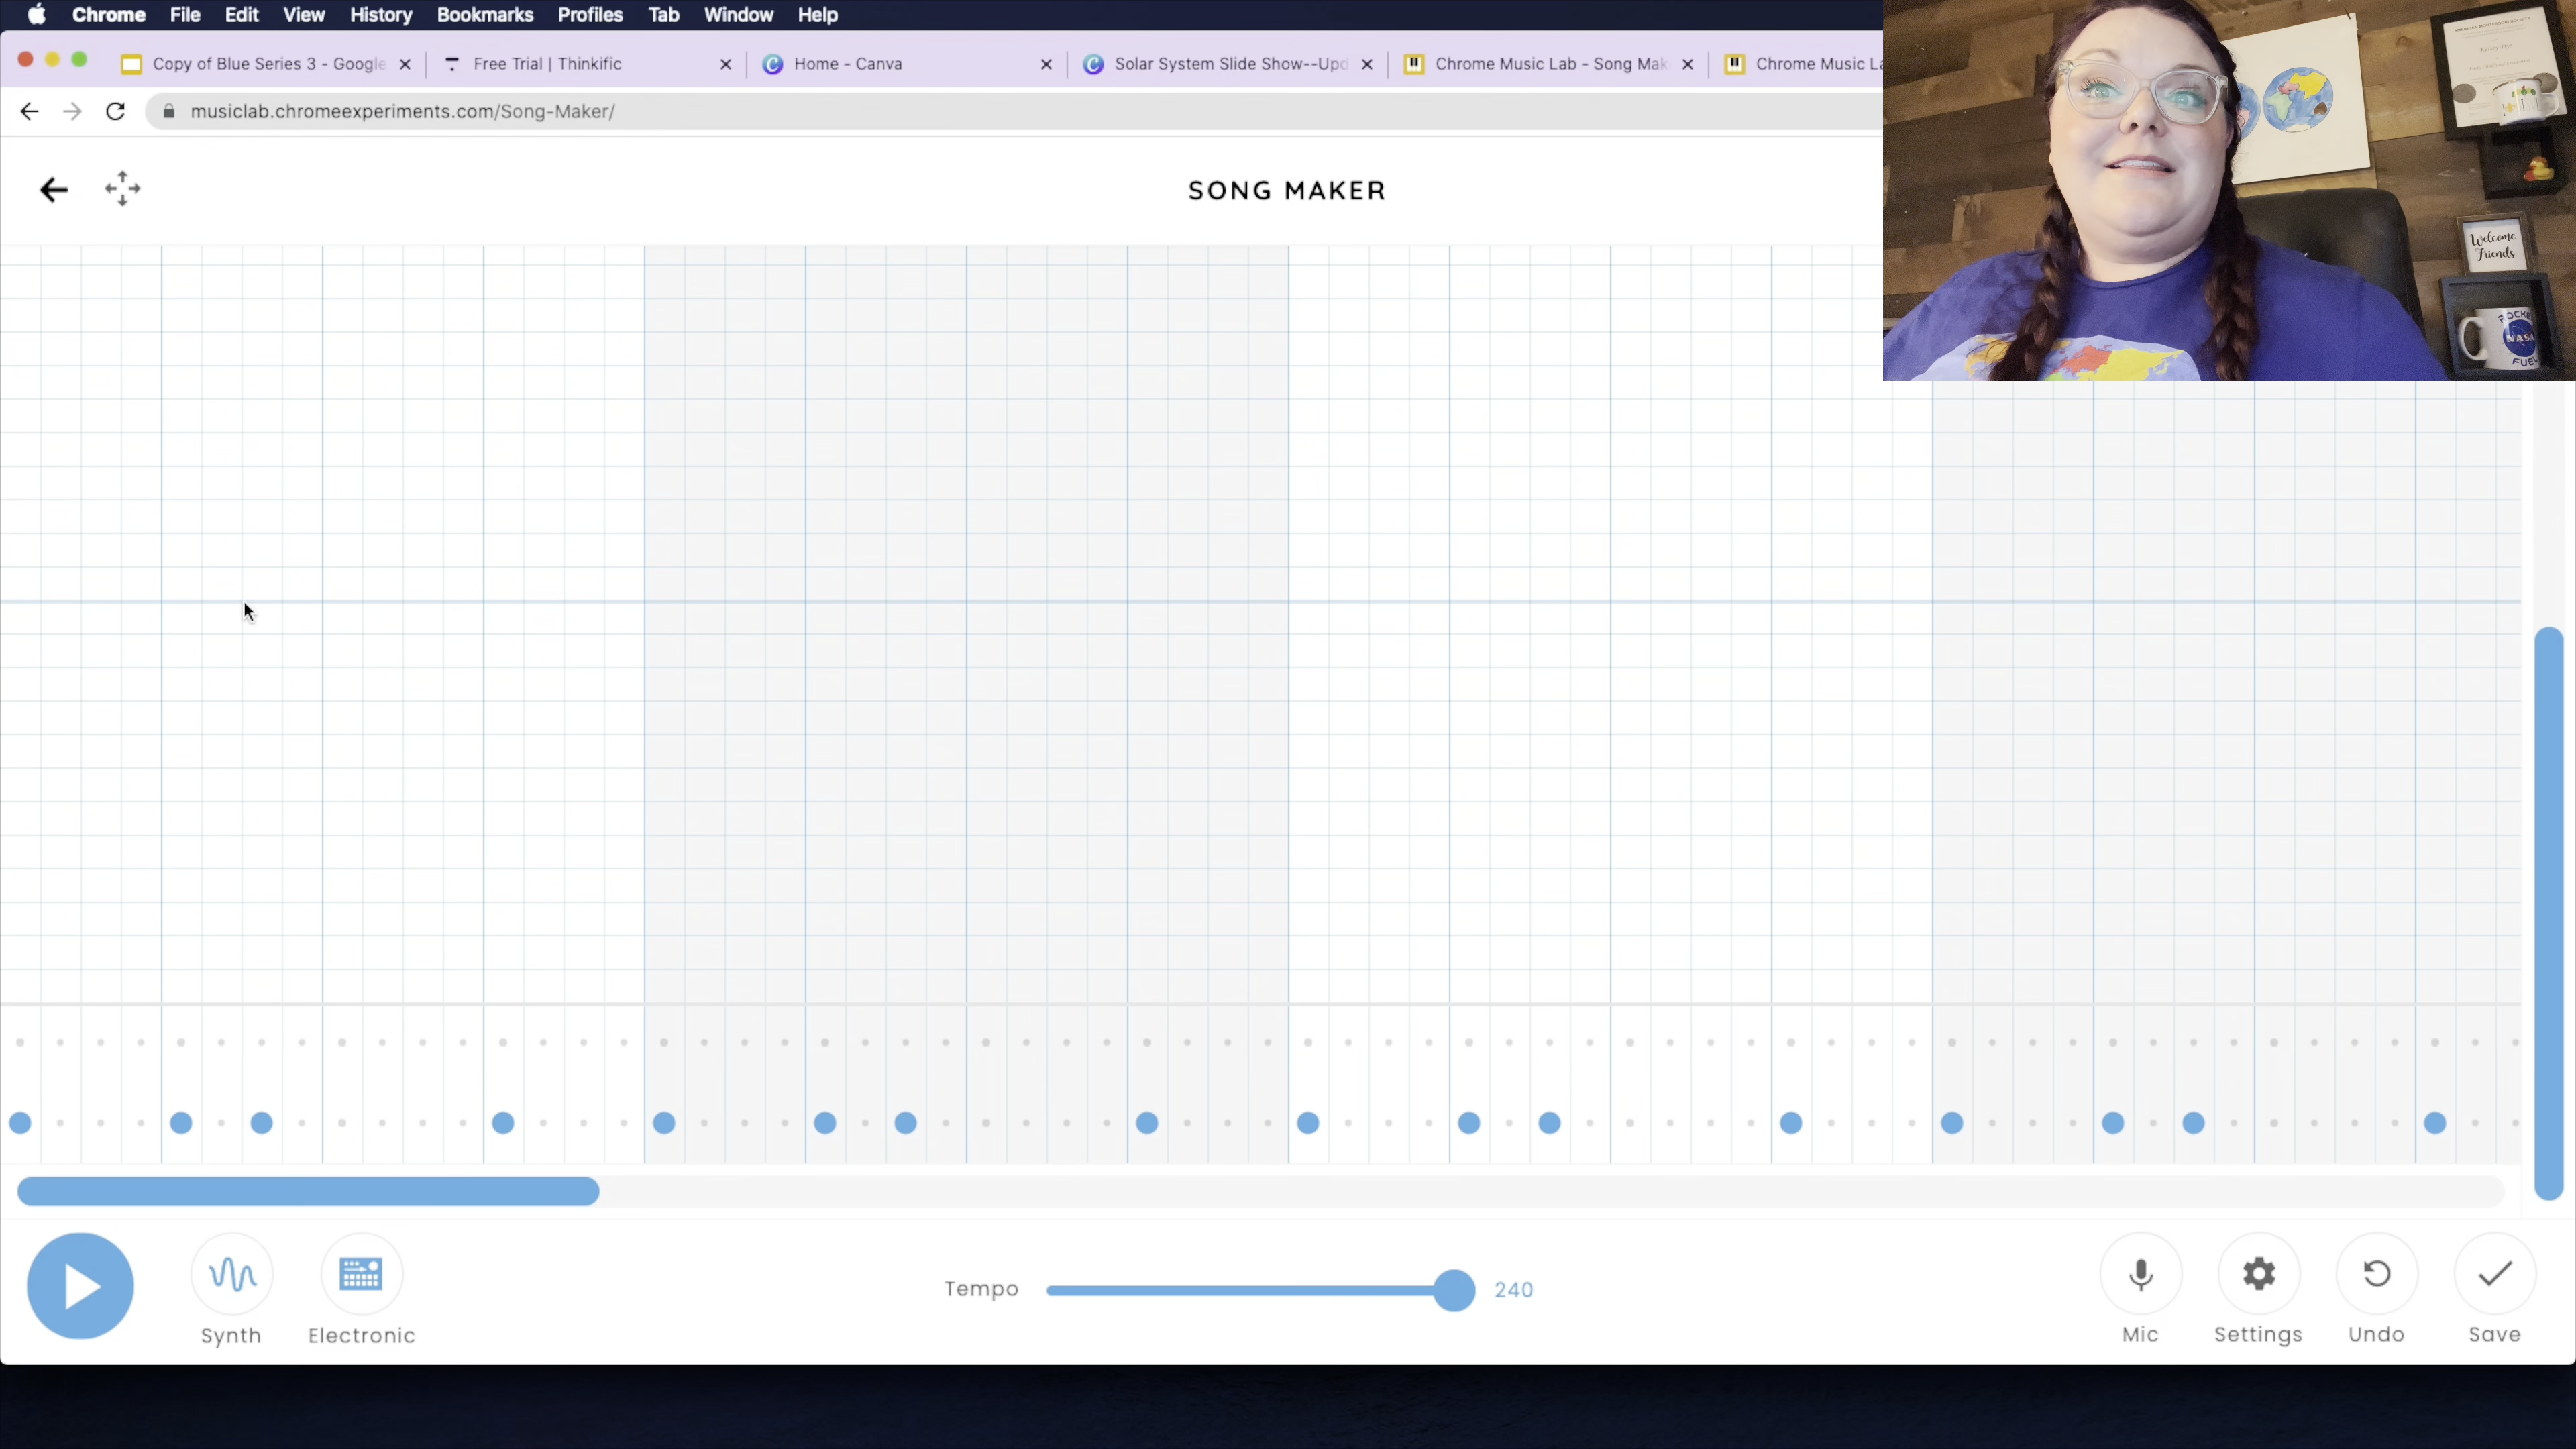 Chrome File Edit View History Bookmarks Profiles Tab Window Help
Copy of Blue Series 3 - Google
Free Trial | Thinkific
Home - Canva
Solar System Slide Show--Upd
Chrome Music Lab - Song Mak
Chrome Music La
musiclab.chromeexperiments.com/Song-Maker/
SONG MAKER
Welcome
Friends
ROCKE
NASA
FUEL
Tempo
240
Synth
Electronic
Mic
Settings
Undo
Save